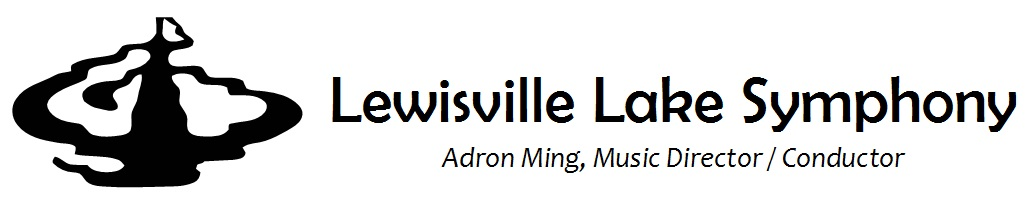 Lewisville Lake Symphony
Adron Ming, Music Director / Conductor